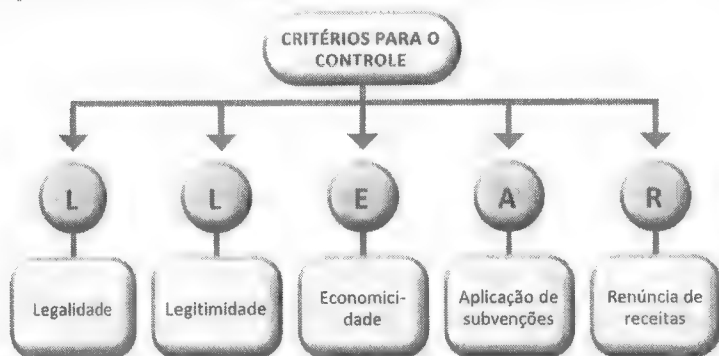 CRITÉRIOS PARA O
CONTROLE
L
L
E
A
R
Legalidade
Legitimidade
Economici-
dade
Aplicação de
subvenções
Renúncia de
receitas